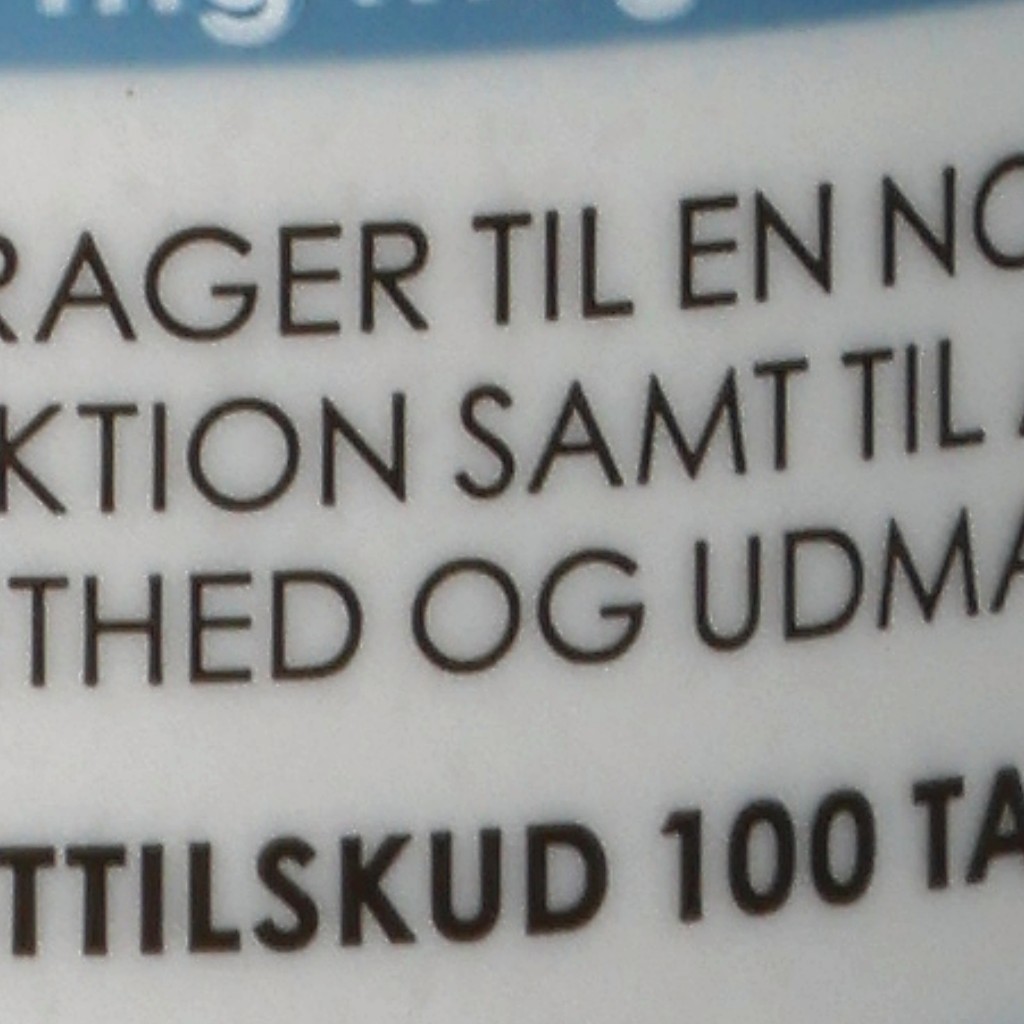 RAGER TIL EN NO
KTION SAMT TIL
THED OG UDMA
TTILSKUD 100 TA